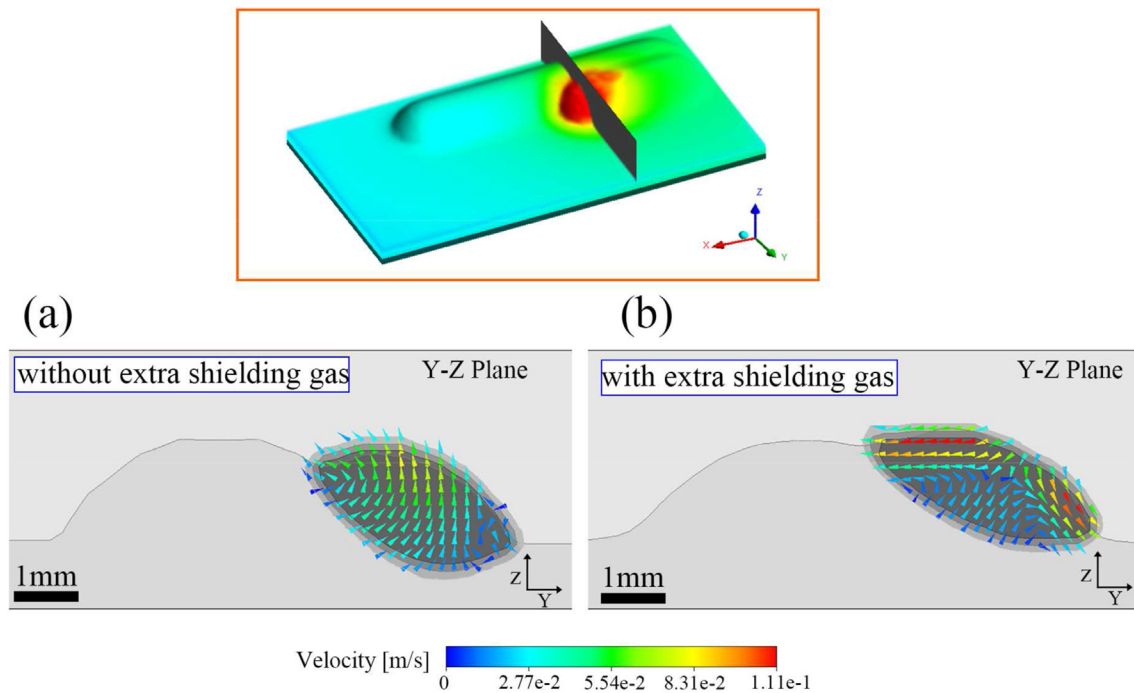 Z
X
Y
(a)
(b)
without extra shielding gas
Y-Z Plane
with extra shielding gas
Y-Z Plane
1mm
Z
Y
1mm
Z
Y
Velocity [m/s]
0 2.77e-2 5.54e-2 8.31e-2 1.11e-1